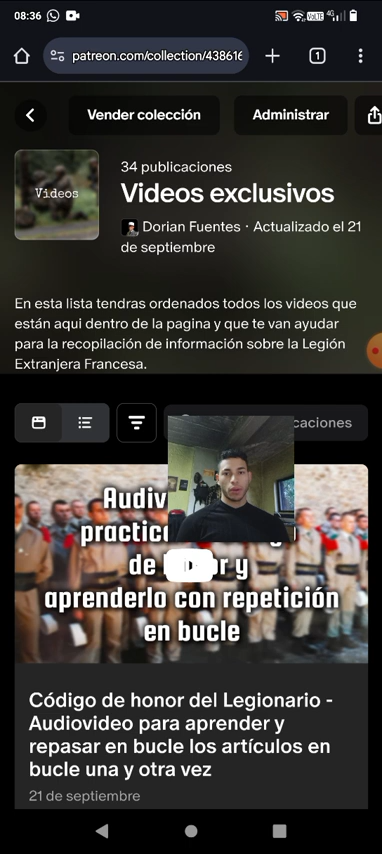 08:36
VoLTE 4G
patreon.com/collection/438616
1
Vender colección
Administrar
34 publicaciones
Videos
Videos exclusivos
Dorian Fuentes · Actualizado el 21
de septiembre
En esta lista tendras ordenados todos los videos que
están aqui dentro de la pagina y que te van ayudar
para la recopilación de información sobre la Legión
Extranjera Francesa.
caciones
Audiv
practic
de y
aprenderlo con repetición
en bucle
Código de honor del Legionario -
Audiovideo para aprender y
repasar en bucle los artículos en
bucle una y otra vez
21 de septiembre